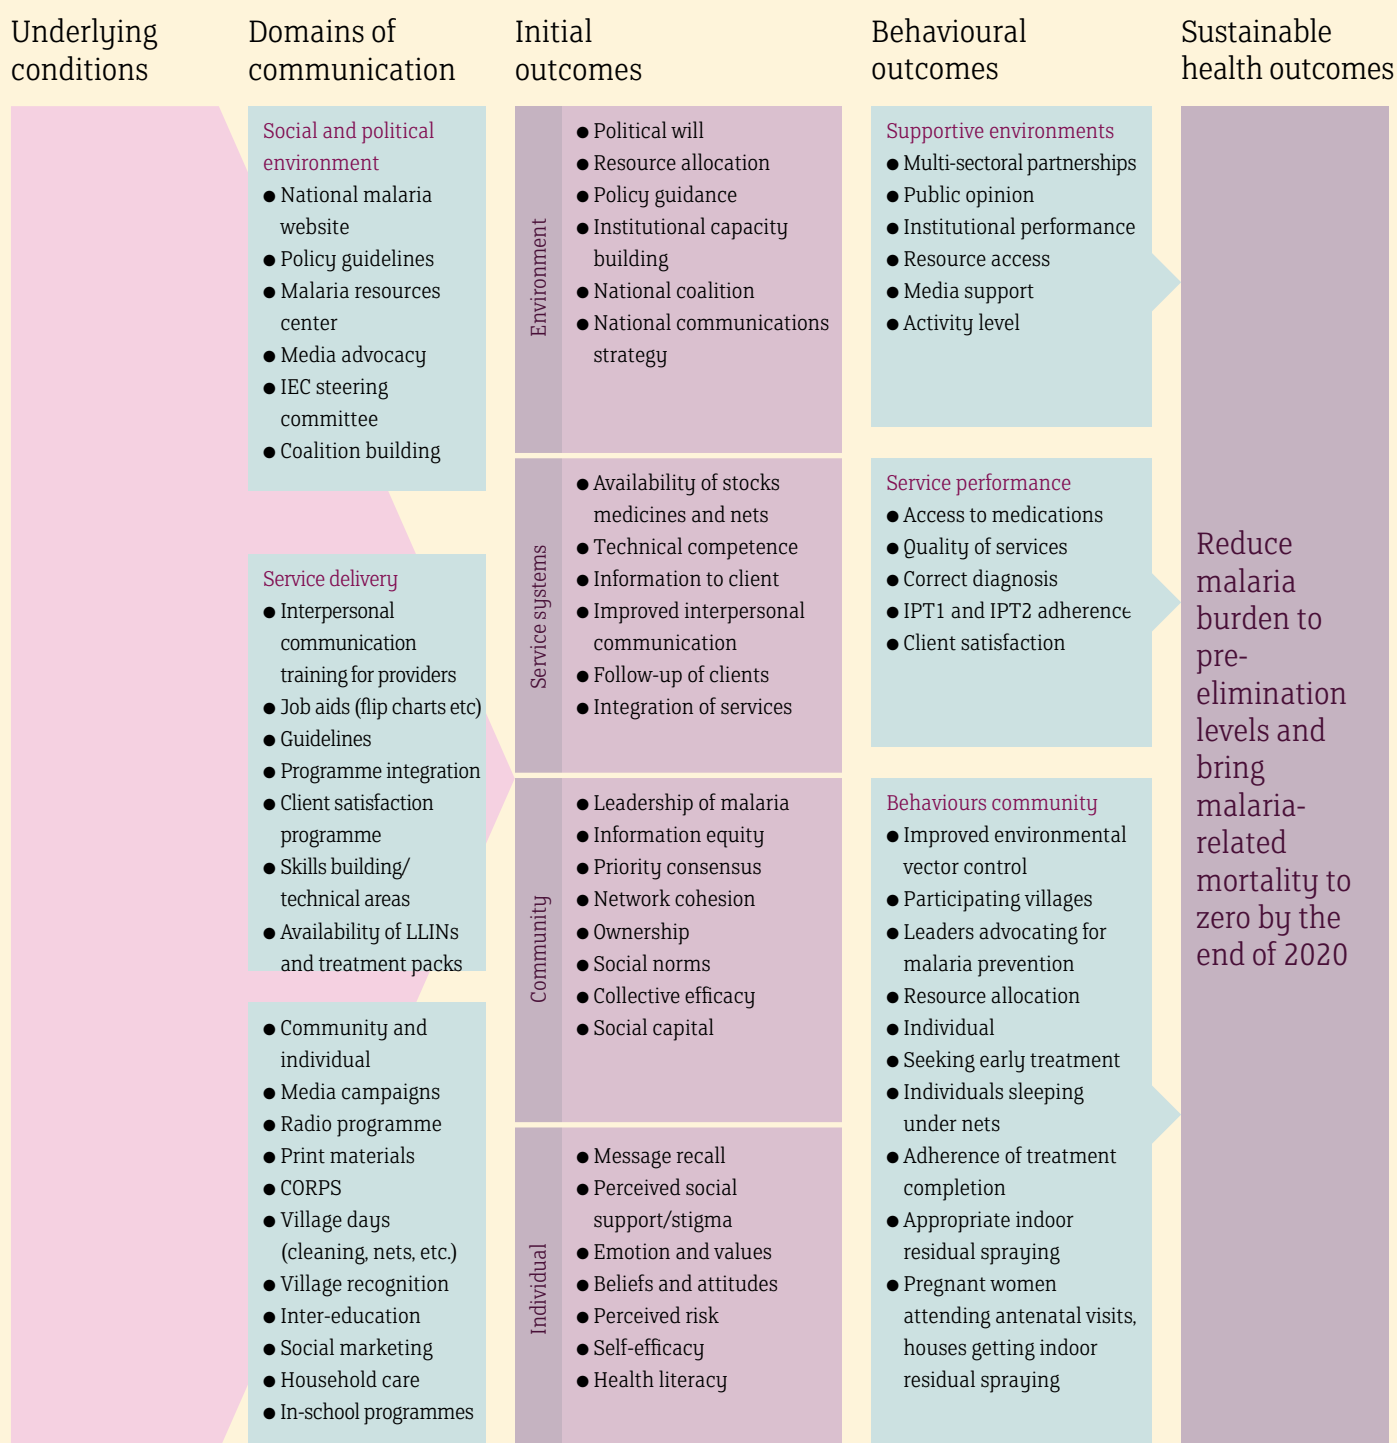 Underlying
conditions
Domains of
communication
Initial
outcomes
Behavioural
outcomes
Sustainable
health outcomes
Social and political
environment
● National malaria
website
● Policy guidelines
● Malaria resources
center
● Media advocacy
● IEC steering
committee
● Coalition building
Service delivery
● Interpersonal
communication
training for providers
● Job aids (flip charts etc)
● Guidelines
● Programme integration
● Client satisfaction
programme
● Skills building/
technical areas
● Availability of LLINs
and treatment packs
● Community and
individual
● Media campaigns
● Radio programme
● Print materials
● CORPS
● Village days
(cleaning, nets, etc.)
● Village recognition
● Inter-education
● Social marketing
● Household care
● In-school programmes
Environment
● Political will
● Resource allocation
● Policy guidance
● Institutional capacity
building
● National coalition
● National communications
strategy
Service systems
● Availability of stocks
medicines and nets
● Technical competence
● Information to client
● Improved interpersonal
communication
● Follow-up of clients
● Integration of services
Community
● Leadership of malaria
● Information equity
● Priority consensus
● Network cohesion
● Ownership
● Social norms
● Collective efficacy
● Social capital
Individual
● Message recall
● Perceived social
support/stigma
● Emotion and values
● Beliefs and attitudes
● Perceived risk
● Self-efficacy
● Health literacy
Supportive environments
● Multi-sectoral partnerships
● Public opinion
● Institutional performance
● Resource access
● Media support
● Activity level
Service performance
● Access to medications
● Quality of services
● Correct diagnosis
● IPT1 and IPT2 adherence
● Client satisfaction
Behaviours community
● Improved environmental
vector control
● Participating villages
● Leaders advocating for
malaria prevention
● Resource allocation
● Individual
● Seeking early treatment
● Individuals sleeping
under nets
● Adherence of treatment
completion
● Appropriate indoor
residual spraying
● Pregnant women
attending antenatal visits,
houses getting indoor
residual spraying
Reduce
malaria
burden to
pre-
elimination
levels and
bring
malaria-
related
mortality to
zero by the
end of 2020